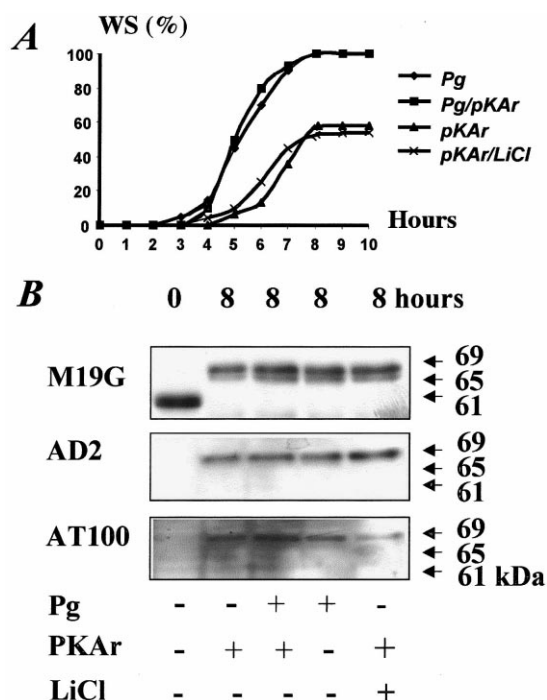 A WS (%)
100
80
60
40
20
0
0 1 2 3 4 5 6 7 8 9 10
Hours
Pg
Pg/pKAr
pKAr
pKAr/LiCl
B 0 8 8 8 8 hours
M19G 69
65
61
AD2 69
65
61
AT100 69
65
61 kDa
Pg - - + + -
PKAr - + + - +
LiCl - - - - +